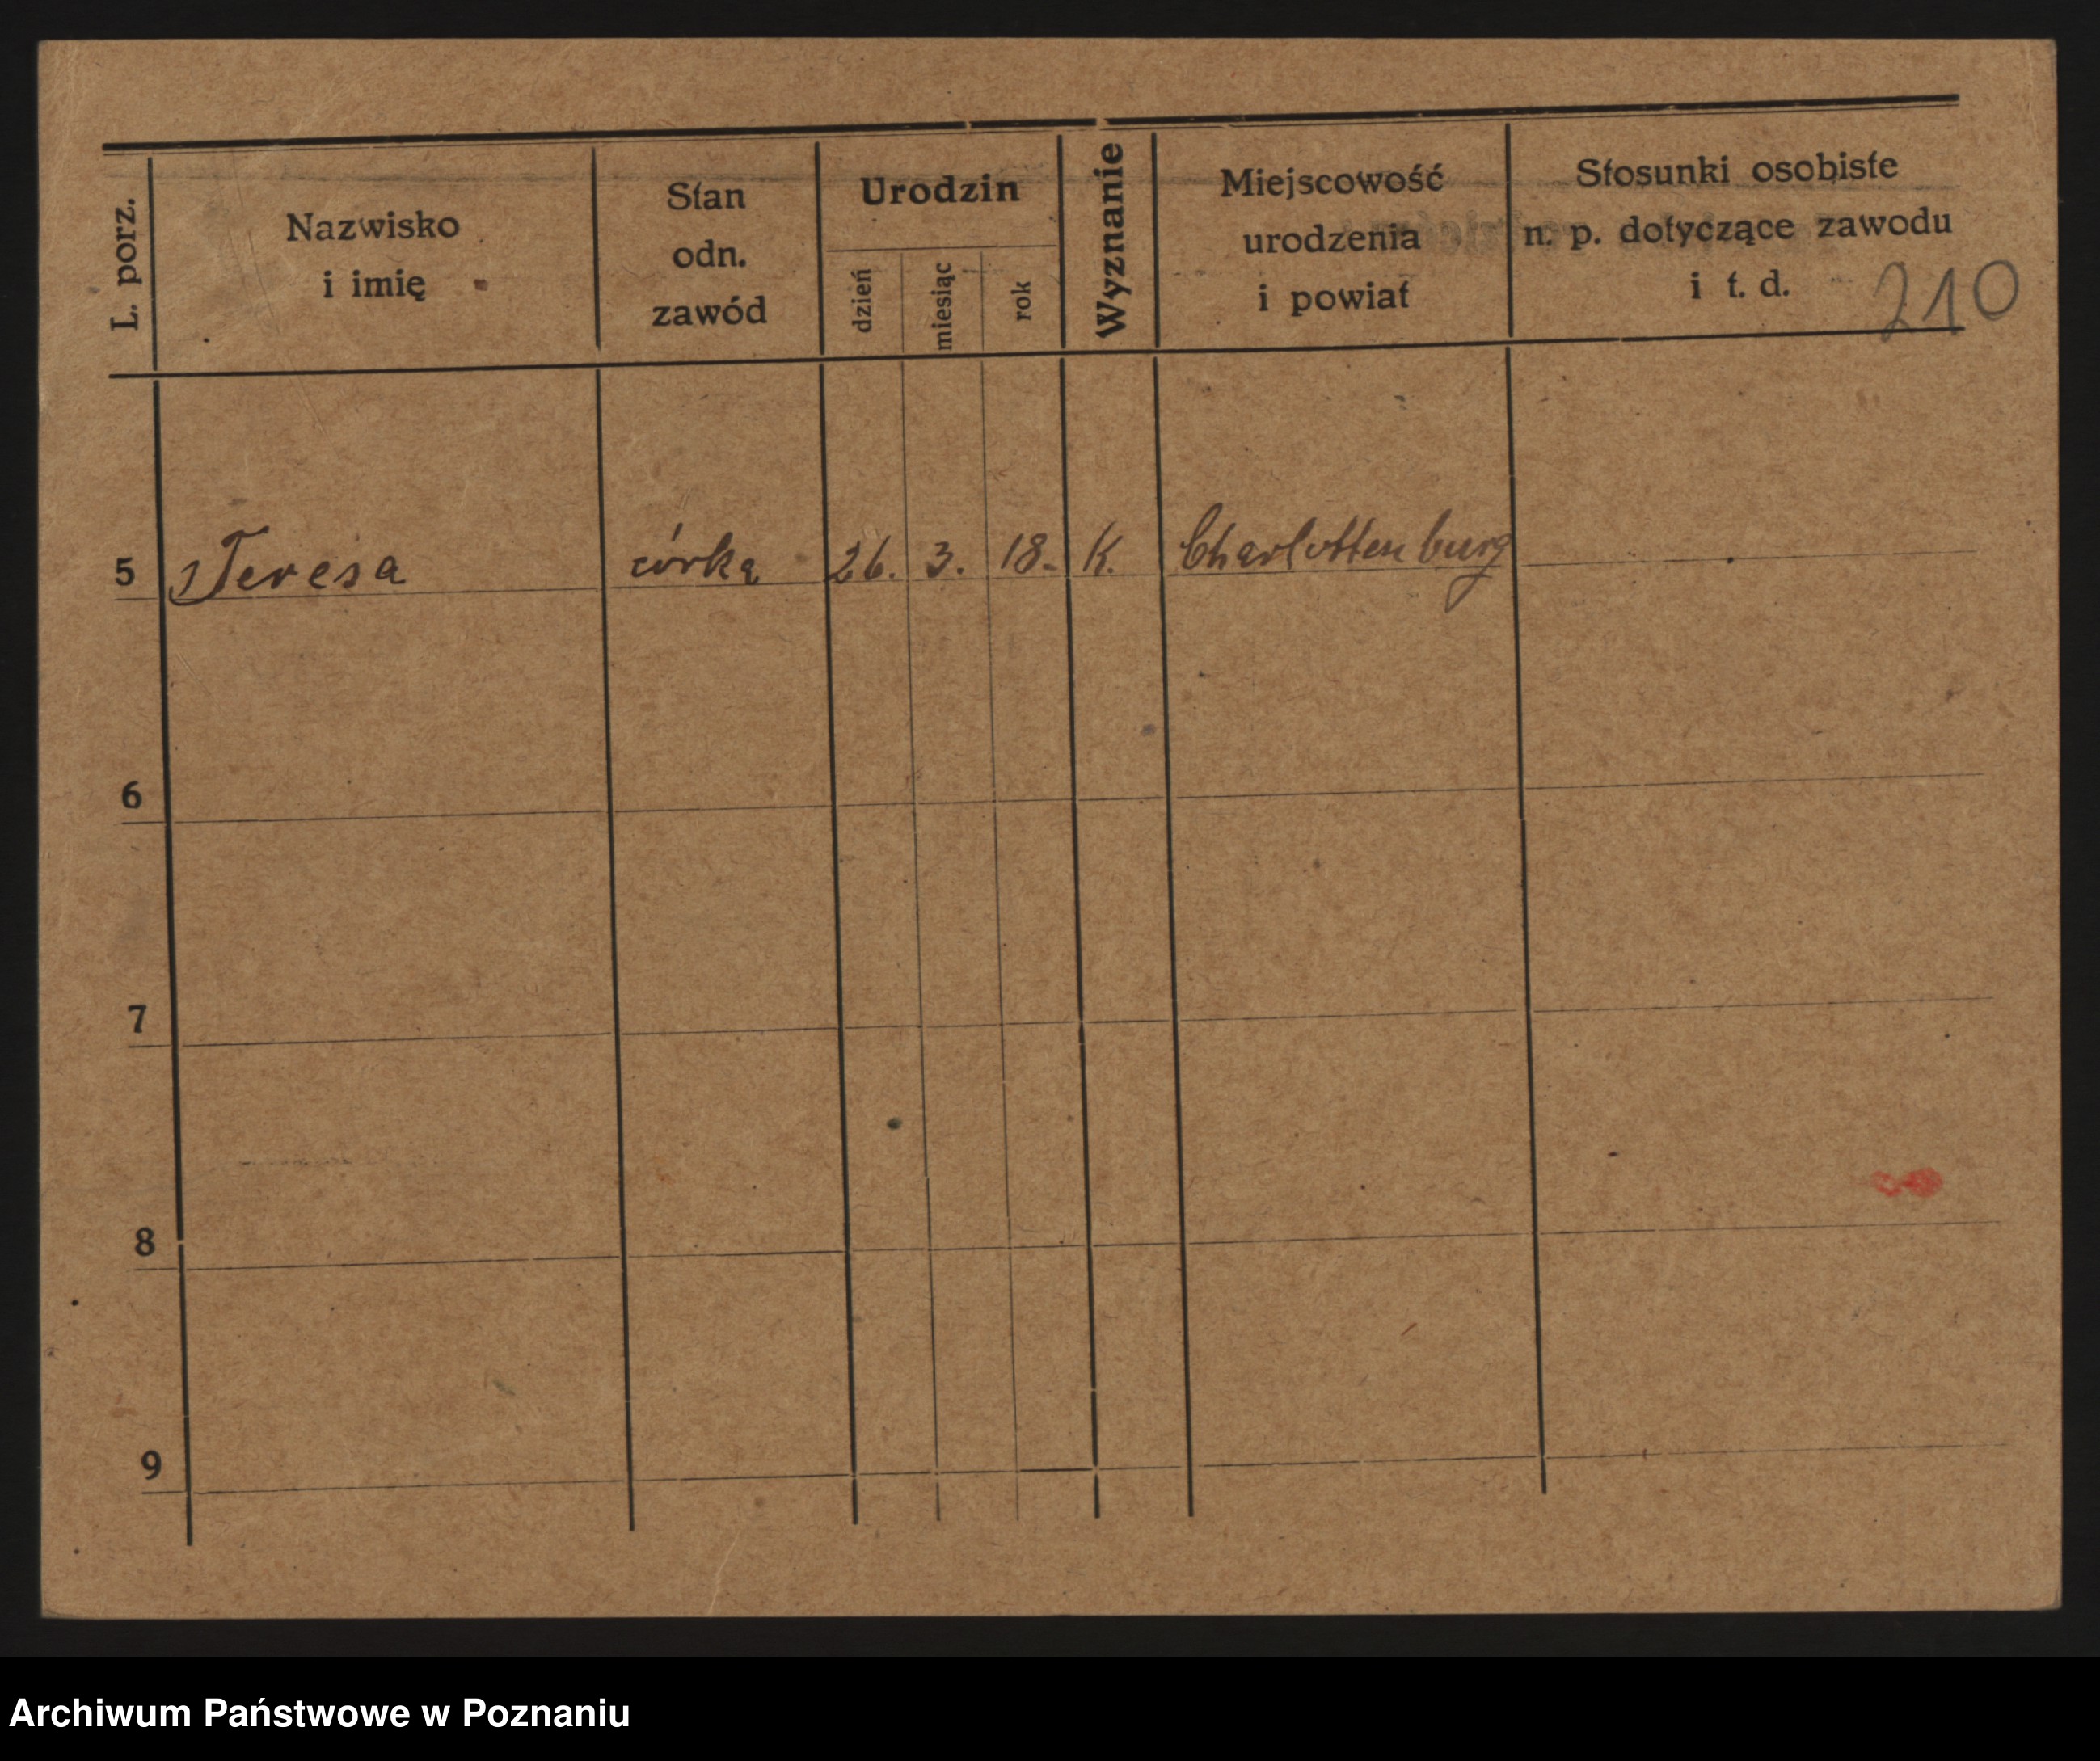 L. porz.
Nazwisko
i imię
Stan
odn.
zawód
Urodzin
dzień
miesiąc
rok
Wyznanie
Miejscowość
urodzenia
i powiat
Stosunki osobiste
n. p. dotyczące zawodu
i t. d.
210
5 Teresa córka 26. 3. 18. K. Charlottenburg
6
7
8
9
Archiwum Państwowe w Poznaniu